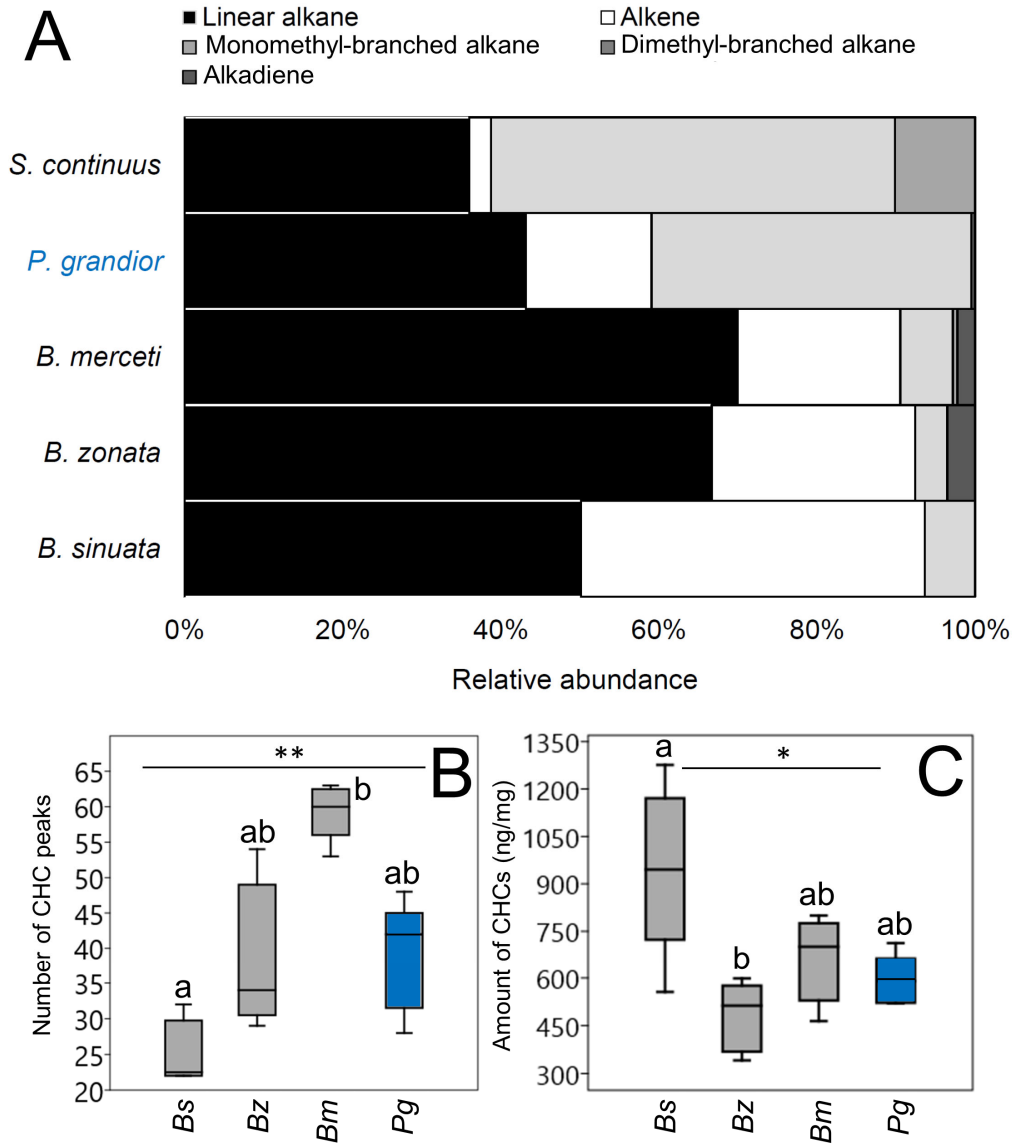 A
Linear alkane
Alkene
Monomethyl-branched alkane
Dimethyl-branched alkane
Alkadiene
S. continuus
P. grandior
B. merceti
B. zonata
B. sinuata
0% 20% 40% 60% 80% 100%
Relative abundance
B
**
Number of CHC peaks
65
60
55
50
45
40
35
30
25
20
a
ab
b
ab
Bs Bz Bm Pg
C
*
Amount of CHCs (ng/mg)
1350
1200
1050
900
750
600
450
300
a
b
ab
ab
Bs Bz Bm Pg